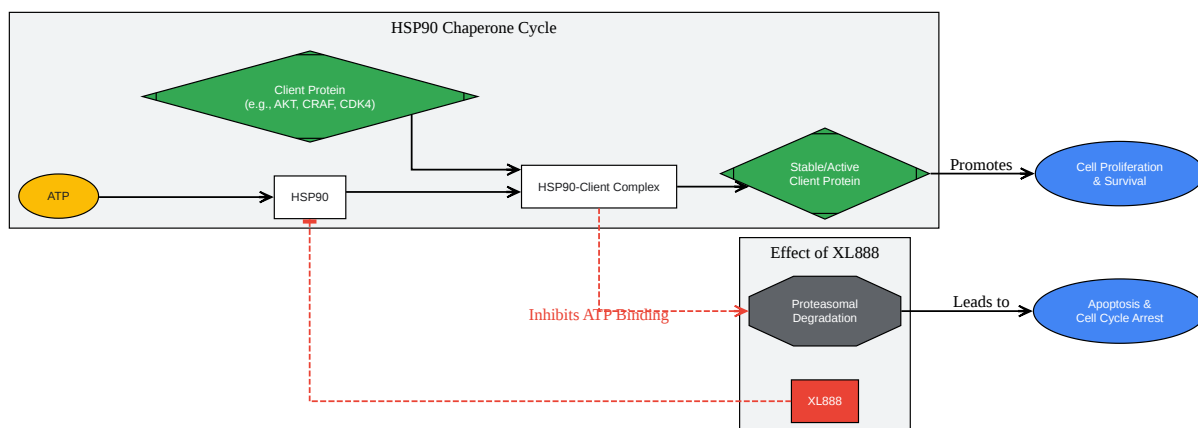 HSP90 Chaperone Cycle
Client Protein
(e.g., AKT, CRAF, CDK4)
ATP
HSP90
HSP90-Client Complex
Stable/Active
Client Protein
Promotes
Cell Proliferation
& Survival
Effect of XL888
Inhibits ATP Binding
Proteasomal
Degradation
Leads to
Apoptosis &
Cell Cycle Arrest
XL888